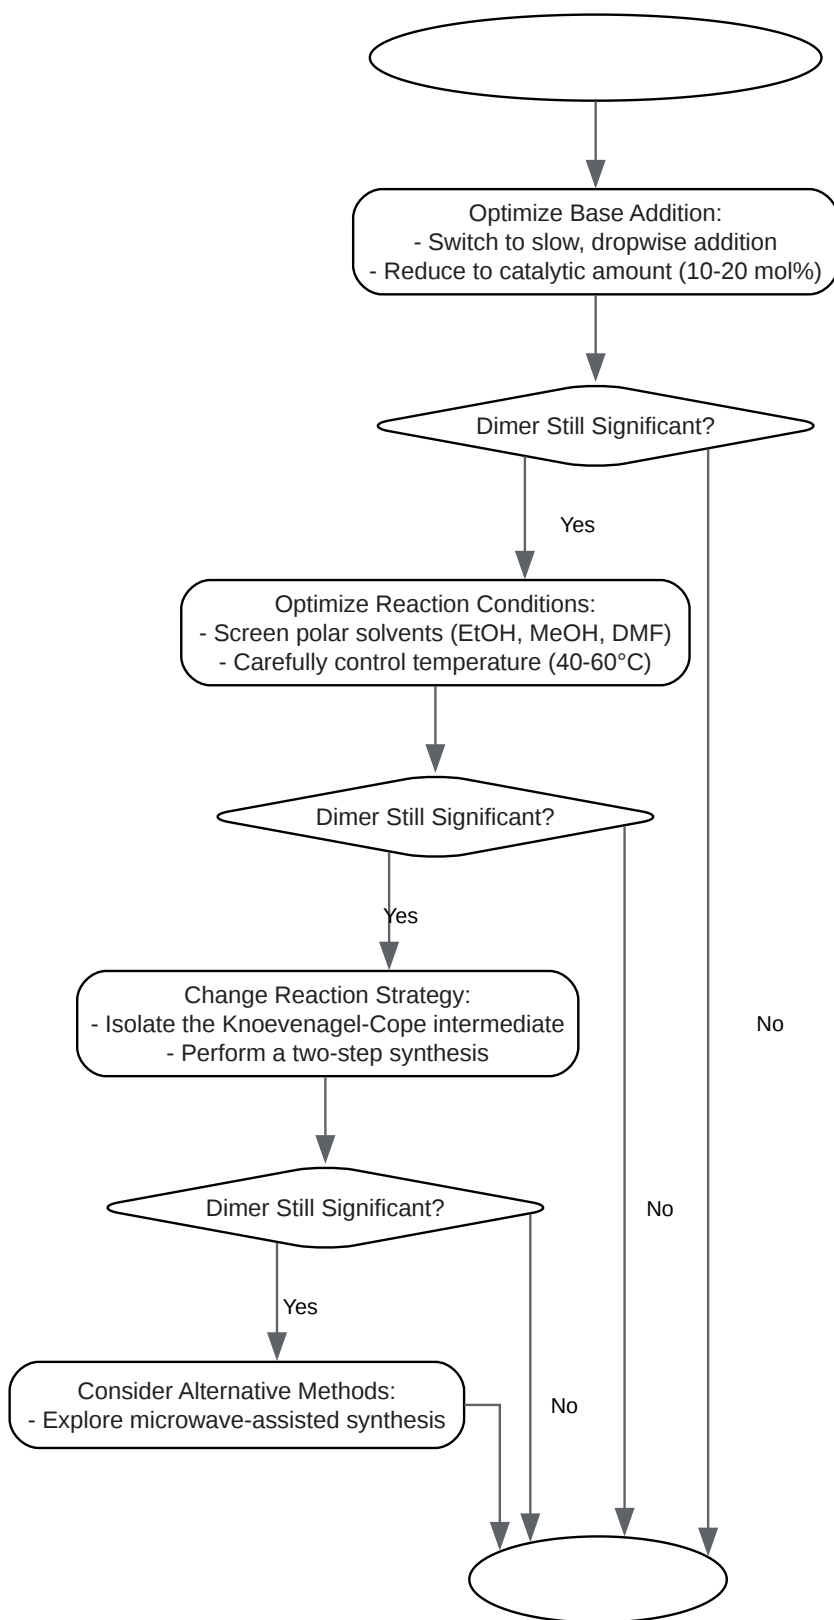 Optimize Base Addition:
- Switch to slow, dropwise addition
- Reduce to catalytic amount (10-20 mol%)
Dimer Still Significant?
Yes
Optimize Reaction Conditions:
- Screen polar solvents (EtOH, MeOH, DMF)
- Carefully control temperature (40-60°C)
Dimer Still Significant?
Yes
Change Reaction Strategy:
- Isolate the Knoevenagel-Cope intermediate
- Perform a two-step synthesis
No
Dimer Still Significant?
No
Yes
Consider Alternative Methods:
- Explore microwave-assisted synthesis
No